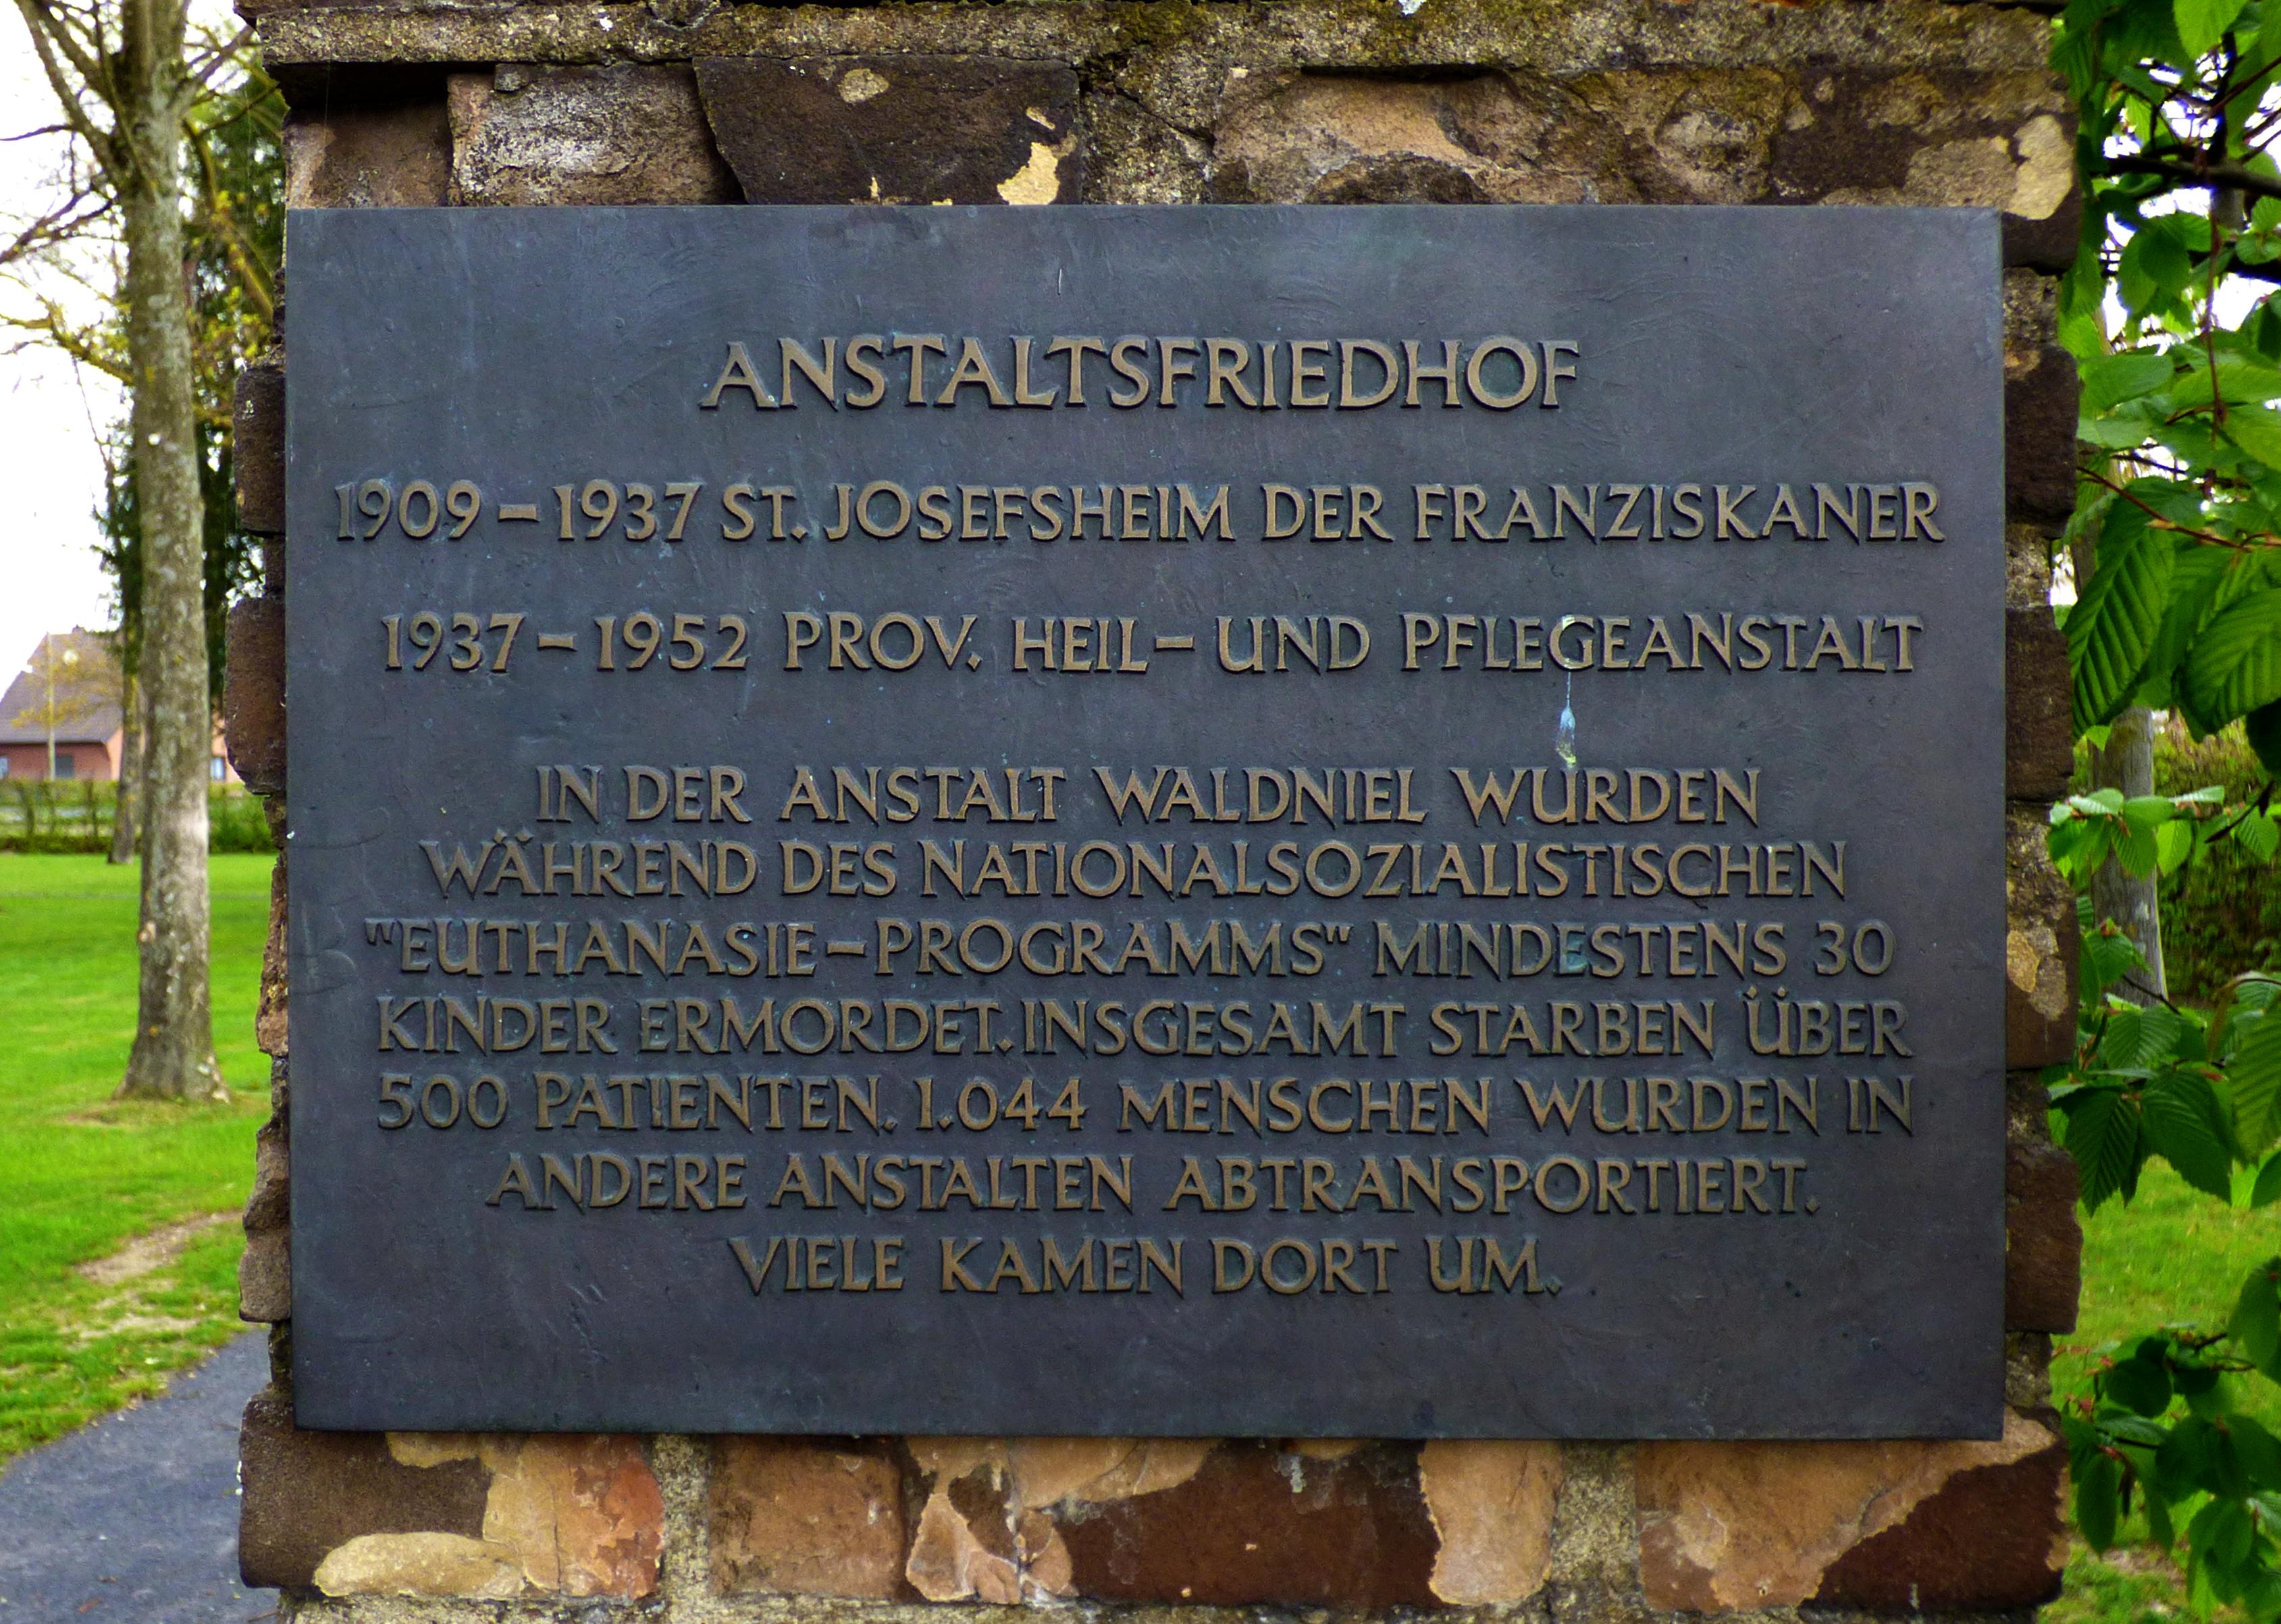 ANSTALTSFRIEDHOF
1909 – 1937 ST. JOSEFSHEIM DER FRANZISKANER
1937 – 1952 PROV. HEIL – UND PFLEGEANSTALT
IN DER ANSTALT WALDNIEL WURDEN
WÄHREND DES NATIONALSOZIALISTISCHEN
"EUTHANASIE – PROGRAMMS" MINDESTENS 30
KINDER ERMORDET. INSGESAMT STARBEN ÜBER
500 PATIENTEN. 1.044 MENSCHEN WURDEN IN
ANDERE ANSTALTEN ABTRANSPORTIERT.
VIELE KAMEN DORT UM.